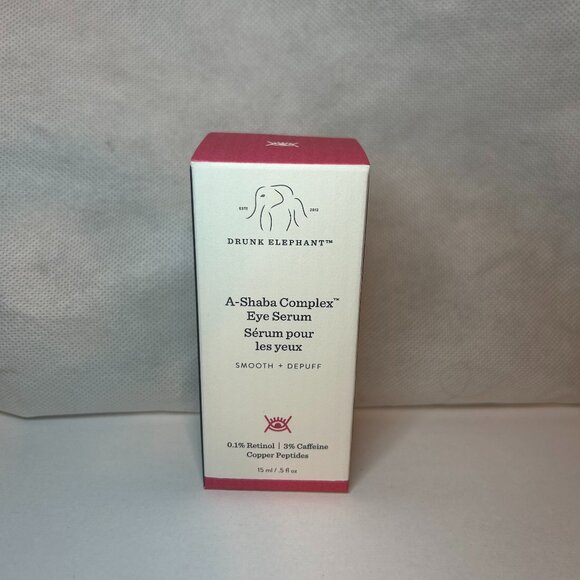 ESTD 2012
DRUNK ELEPHANT™
A-Shaba Complex™
Eye Serum
Sérum pour
les yeux
SMOOTH + DEPUFF
0.1% Retinol | 3% Caffeine
Copper Peptides
15 ml / .5 fl oz